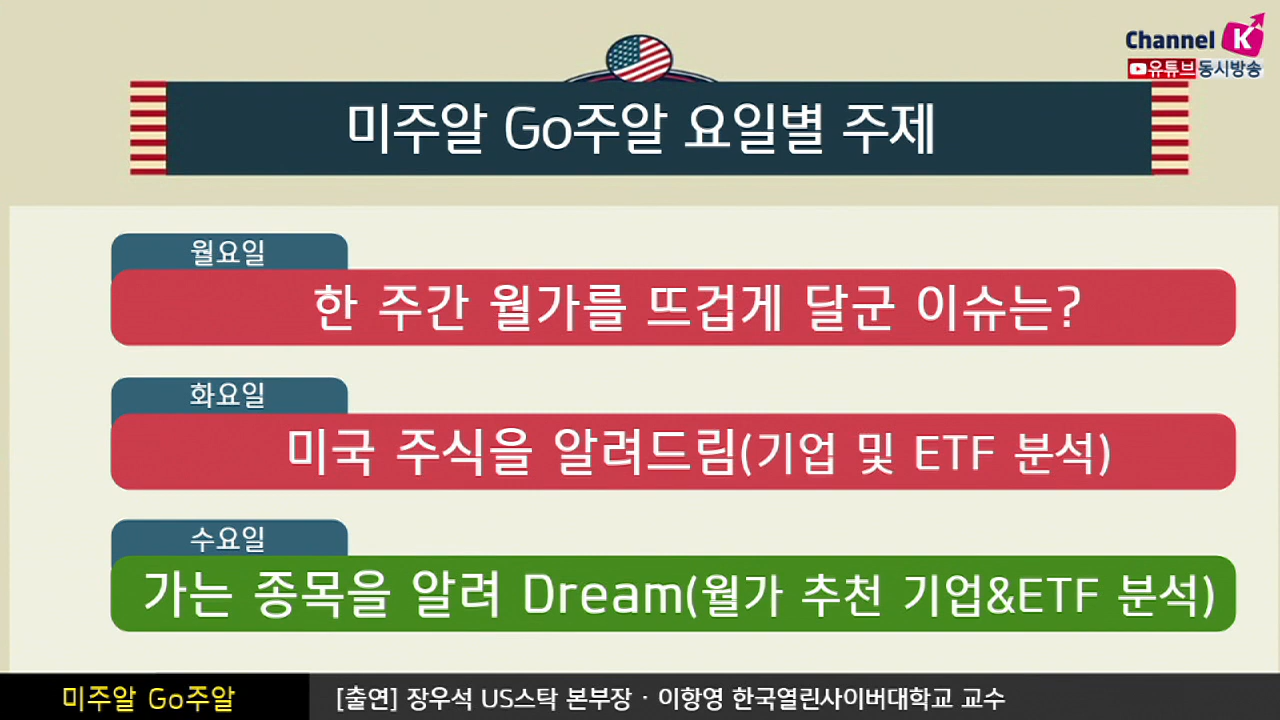 Channel K
유튜브 동시방송
미주알 Go주알 요일별 주제
월요일
한 주간 월가를 뜨겁게 달군 이슈는?
화요일
미국 주식을 알려드림(기업 및 ETF 분석)
수요일
가는 종목을 알려 Dream(월가 추천 기업&ETF 분석)
미주알 Go주알 [출연] 장우석 US스탁 본부장 · 이항영 한국열린사이버대학교 교수